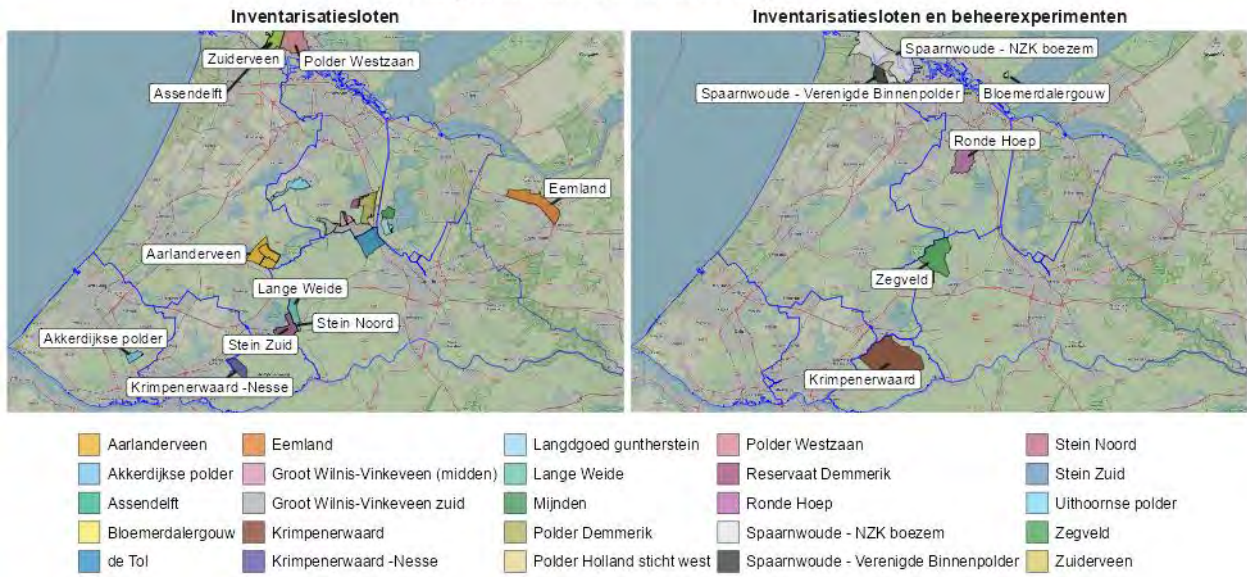 Inventarisatiesloten
Inventarisatiesloten en beheerexperimenten
Zuiderveen
Polder Westzaan
Assendelft
Eemland
Aarlanderveen
Lange Weide
Stein Noord
Akkerdijkse polder
Stein Zuid
Krimpenerwaard -Nesse
Spaarnwoude - NZK boezem
Spaarnwoude - Verenigde Binnenpolder
Bloemerdalergouw
Ronde Hoep
Zegveld
Krimpenerwaard
Aarlanderveen
Akkerdijkse polder
Assendelft
Bloemerdalergouw
de Tol
Eemland
Groot Wilnis-Vinkeveen (midden)
Groot Wilnis-Vinkeveen zuid
Krimpenerwaard
Krimpenerwaard -Nesse
Langdgoed guntherstein
Lange Weide
Mijnden
Polder Demmerik
Polder Holland sticht west
Polder Westzaan
Reservaat Demmerik
Ronde Hoep
Spaarnwoude - NZK boezem
Spaarnwoude - Verenigde Binnenpolder
Stein Noord
Stein Zuid
Uithoornse polder
Zegveld
Zuiderveen